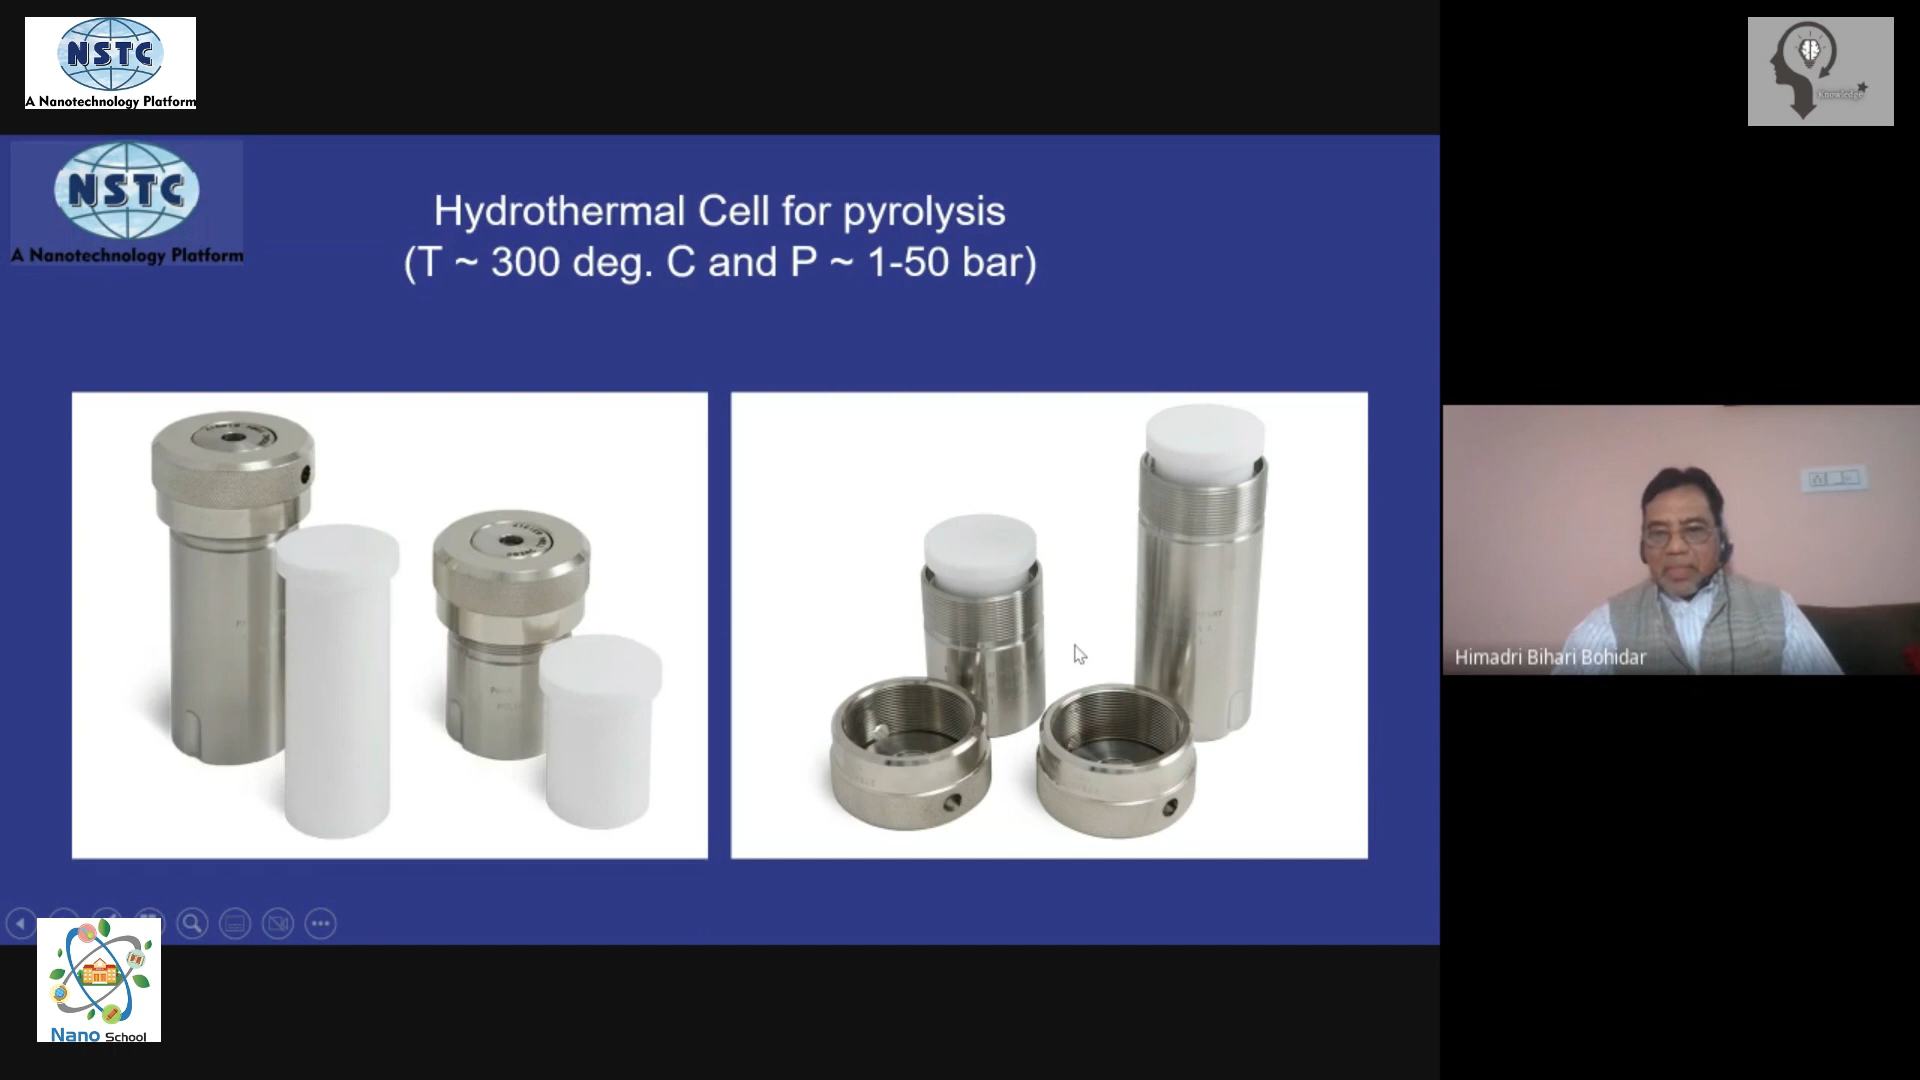 NSTC
A Nanotechnology Platform
NSTC
A Nanotechnology Platform
Hydrothermal Cell for pyrolysis
(T ~ 300 deg. C and P ~ 1-50 bar)
Knowledge
Himadri Bihari Bohidar
Nano School